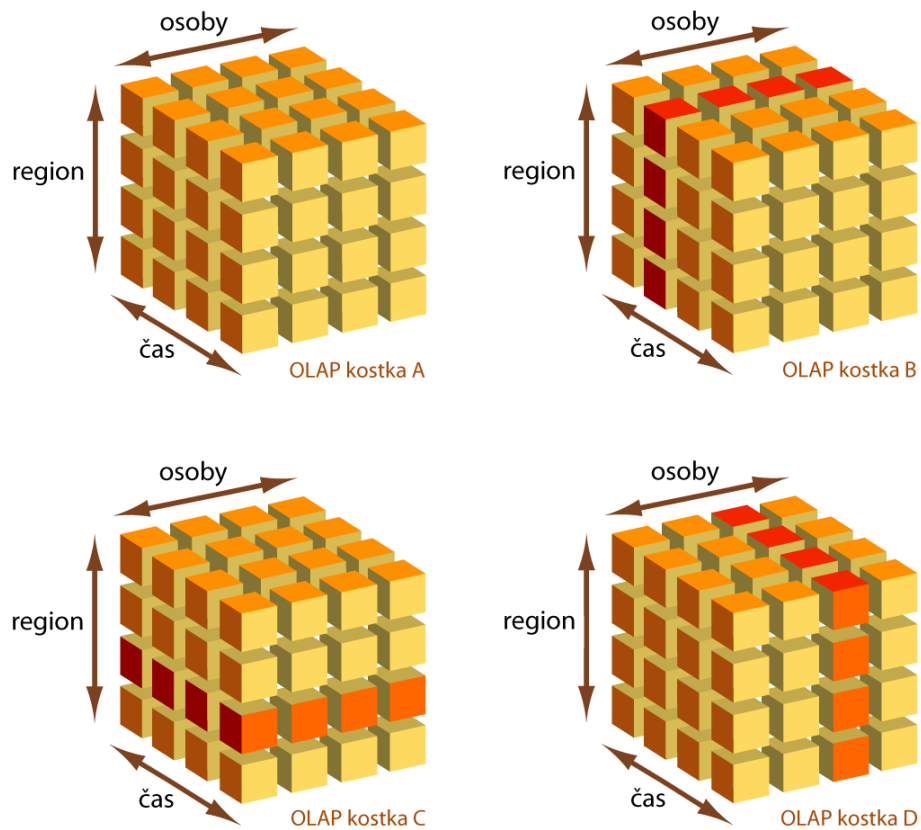 osoby
region
čas
OLAP kostka A
osoby
region
čas
OLAP kostka B
osoby
region
čas
OLAP kostka C
osoby
region
čas
OLAP kostka D